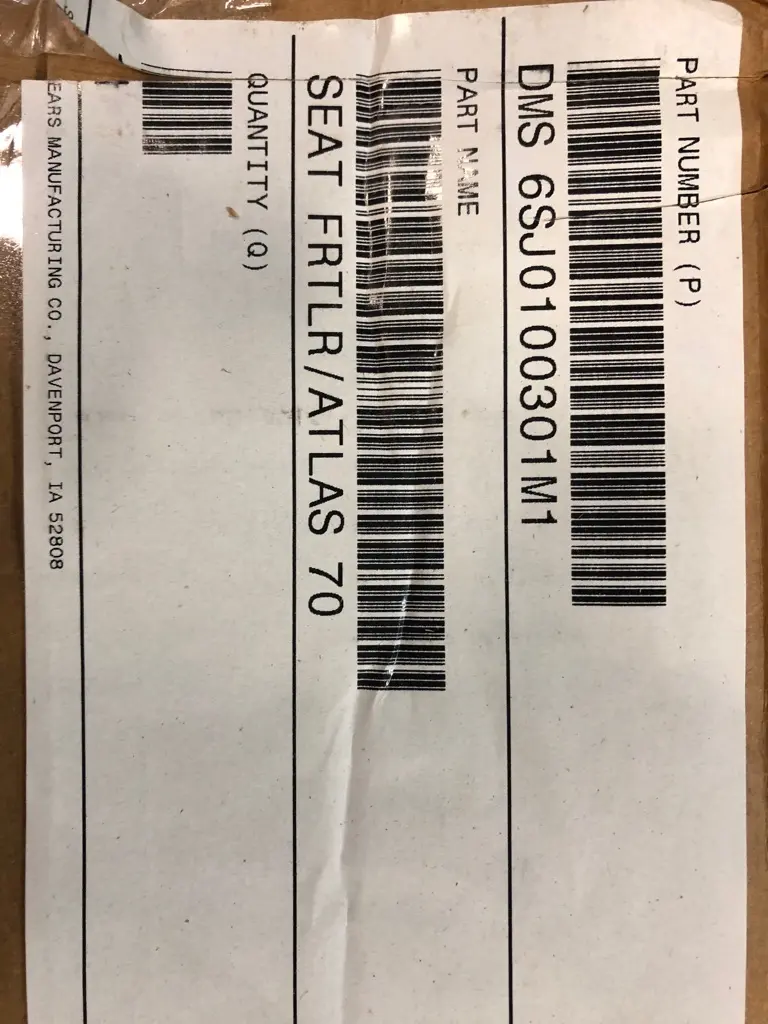 PART NUMBER (P)
DMS 6SJ0100301M1
PART NAME
SEAT FRTLR/ATLAS 70
QUANTITY (Q)
EARS MANUFACTURING CO., DAVENPORT, IA 52808